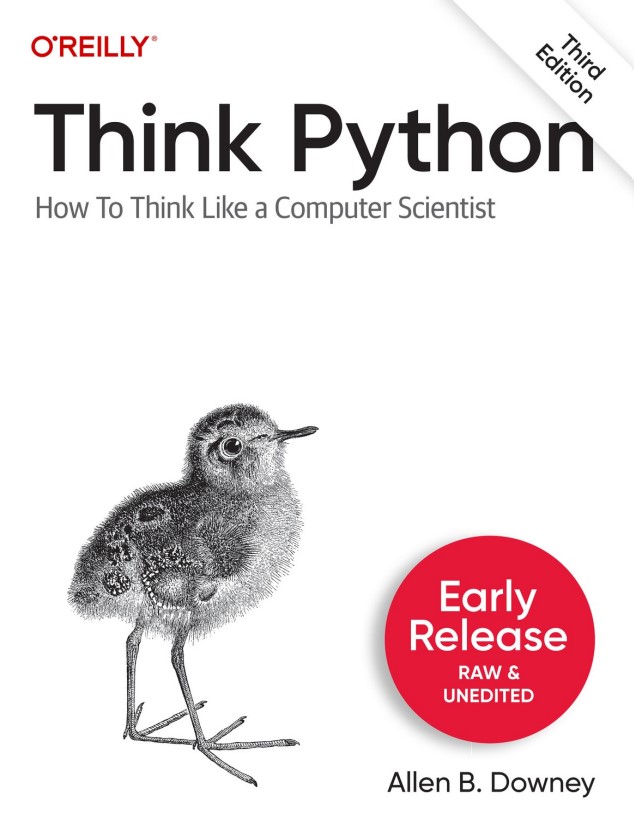 O'REILLY®
Third
Edition
Think Python
How To Think Like a Computer Scientist
Early
Release
RAW &
UNEDITED
Allen B. Downey